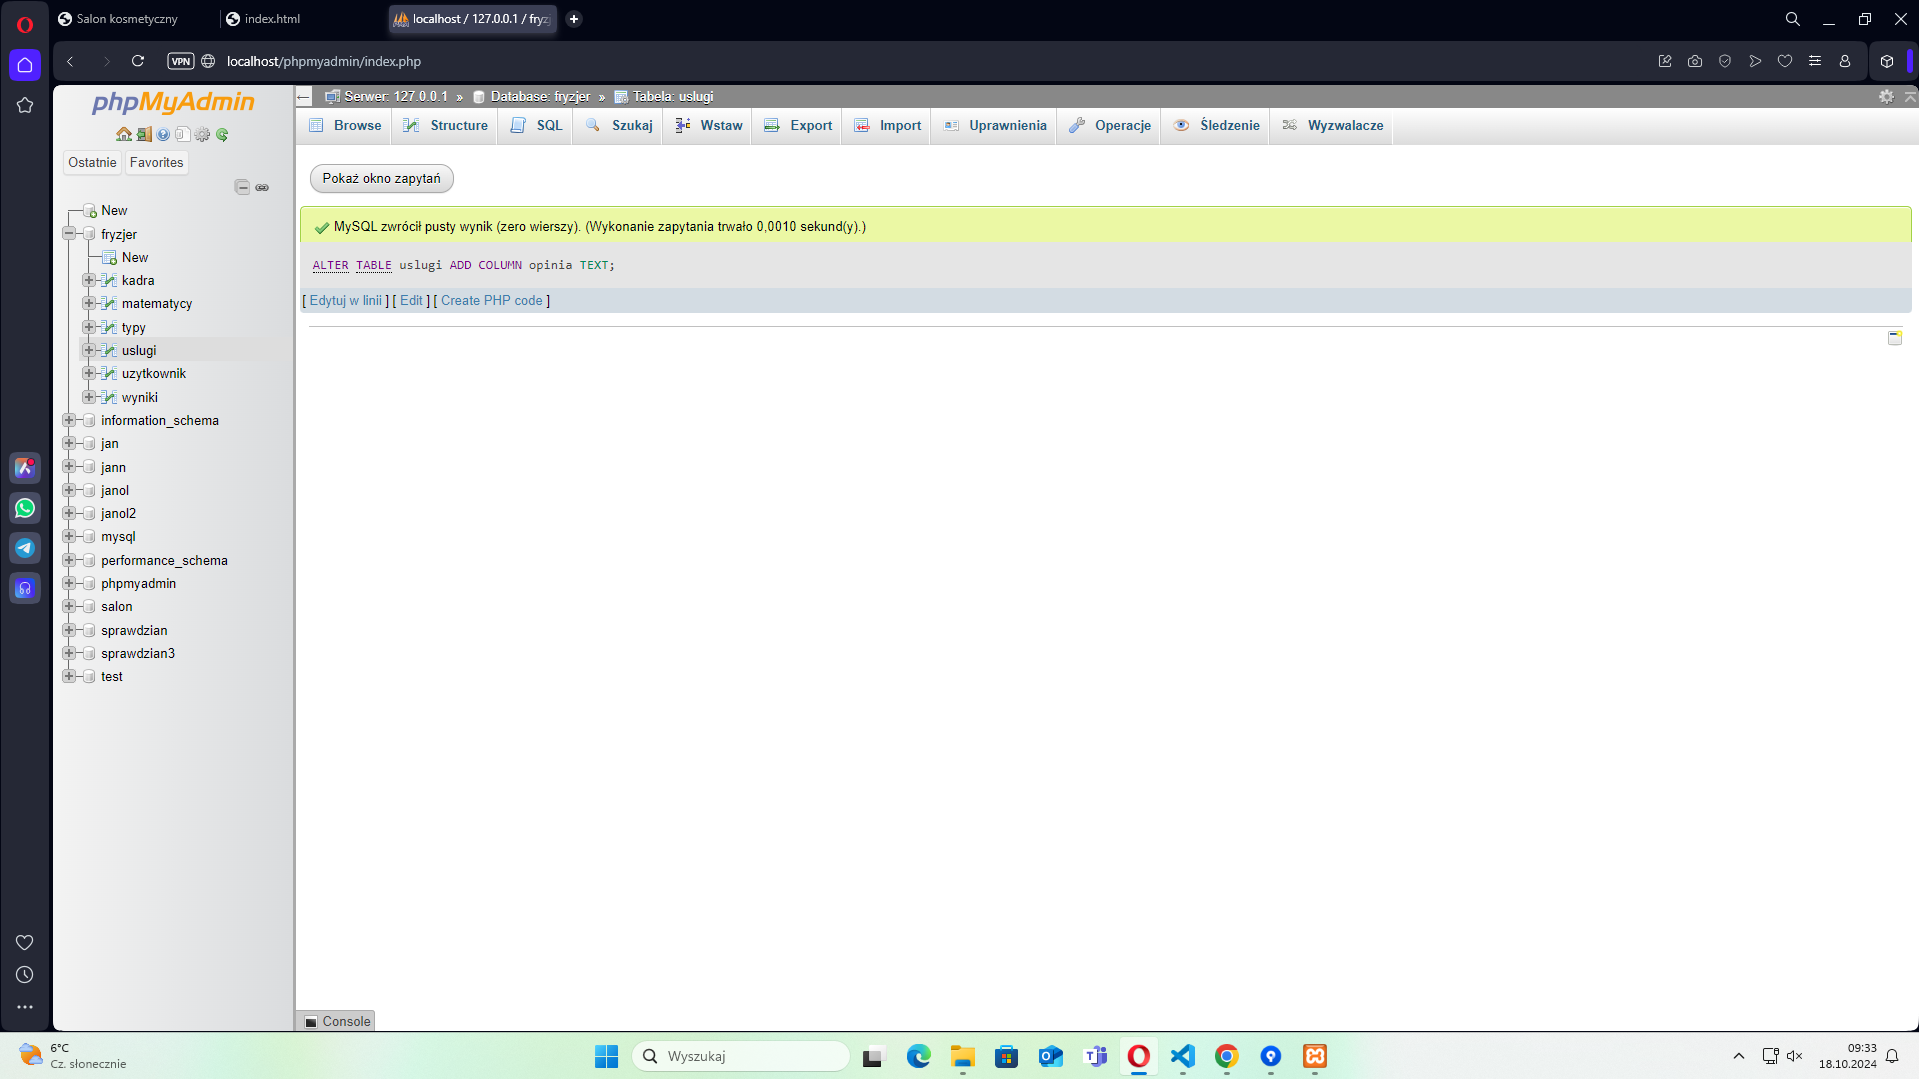 Salon kosmetyczny
index.html
localhost / 127.0.0.1 / fryzj
VPN
localhost/phpmyadmin/index.php
phpMyAdmin
Ostatnie
Favorites
New
fryzjer
New
kadra
matematycy
typy
uslugi
uzytkownik
wyniki
information_schema
jan
jann
janol
janol2
mysql
performance_schema
phpmyadmin
salon
sprawdzian
sprawdzian3
test
Serwer: 127.0.0.1 » Database: fryzjer » Tabela: uslugi
Browse
Structure
SQL
Szukaj
Wstaw
Export
Import
Uprawnienia
Operacje
Śledzenie
Wyzwalacze
Pokaż okno zapytań
MySQL zwrócił pusty wynik (zero wierszy). (Wykonanie zapytania trwało 0,0010 sekund(y).)
ALTER TABLE uslugi ADD COLUMN opinia TEXT;
[ Edytuj w linii ] [ Edit ] [ Create PHP code ]
Console
6°C
Cz. słonecznie
Wyszukaj
09:33
18.10.2024